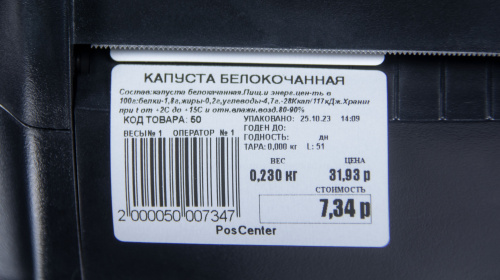 КАПУСТА БЕЛОКОЧАННАЯ
Состав:капуста белокочанная.Пищ.и энерг.цен-ть в
100г:белки-1,8г,жиры-0,2г,углеводы-4,7г.-28Ккал/117кДж.Храни
при t от +2С до +15С и отн.влажн.возд.80-90%
КОД ТОВАРА: 50
УПАКОВАНО: 25.10.23 14:09
ГОДЕН ДО:
ВЕСЫ № 1 ОПЕРАТОР № 1
ГОДНОСТЬ: дн
ТАРА: 0,000 кг L: 51
ВЕС ЦЕНА
0,230 кг 31,93 р
СТОИМОСТЬ
7,34 р
2 000050 007347
PosCenter